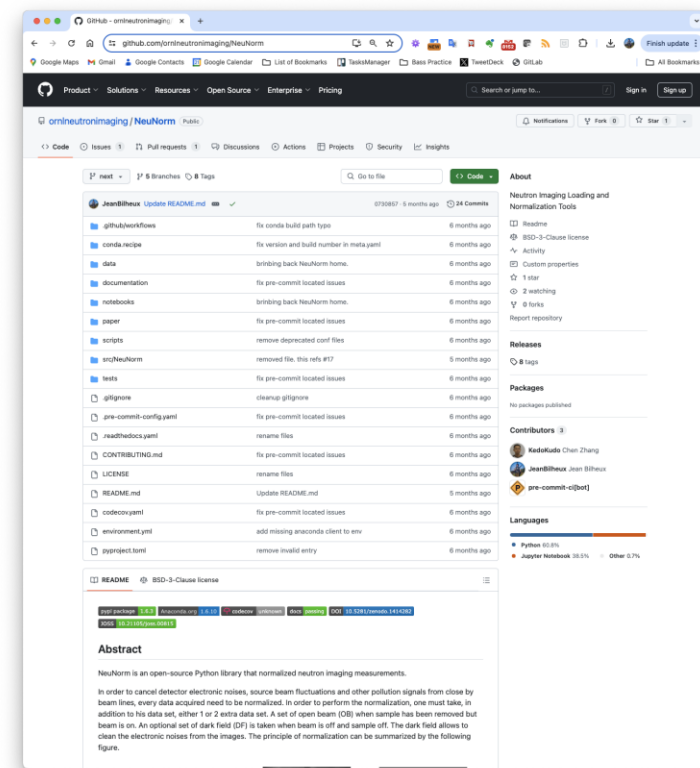 GitHub - ornlneutronimaging
github.com/ornlneutronimaging/NeuNorm
NEW
9152
Finish update
Google Maps Gmail Google Contacts Google Calendar List of Bookmarks TasksManager Bass Practice TweetDeck GitLab All Bookmarks
Product Solutions Resources Open Source Enterprise Pricing Search or jump to... / Sign in Sign up
ornlneutronimaging / NeuNorm Public Notifications Fork 0 Star 1
Code Issues 1 Pull requests 1 Discussions Actions Projects Security Insights
next 5 Branches 8 Tags Go to file Code
JeanBilheux Update README.md 5730857 · 5 months ago 24 Commits
.github/workflows fix conda build path typo 6 months ago
conda.recipe fix version and build number in meta.yaml 6 months ago
data brinbing back NeuNorm home. 6 months ago
documentation fix pre-commit located issues 6 months ago
notebooks brinbing back NeuNorm home. 6 months ago
paper fix pre-commit located issues 6 months ago
scripts remove deprecated conf files 6 months ago
src/NeuNorm removed file. this refs #17 5 months ago
tests fix pre-commit located issues 6 months ago
.gitignore cleanup gitignore 6 months ago
.pre-commit-config.yaml fix pre-commit located issues 6 months ago
.readthedocs.yaml rename files 6 months ago
CONTRIBUTING.md fix pre-commit located issues 6 months ago
LICENSE rename files 6 months ago
README.md Update README.md 5 months ago
codecov.yaml fix pre-commit located issues 6 months ago
environment.yml add missing anaconda client to env 6 months ago
pyproject.toml remove invalid entry 6 months ago
README BSD-3-Clause license
pypi package 1.6.3 Anaconda.org 1.6.10 codecov unknown docs passing DOI 10.5281/zenodo.1414282
JOSS 10.21105/joss.00815
Abstract
NeuNorm is an open-source Python library that normalized neutron imaging measurements.
In order to cancel detector electronic noises, source beam fluctuations and other pollution signals from close by
beam lines, every data acquired need to be normalized. In order to perform the normalization, one must take, in
addition to his data set, either 1 or 2 extra data set. A set of open beam (OB) when sample has been removed but
beam is on. An optional set of dark field (DF) is taken when beam is off and sample off. The dark field allows to
clean the electronic noises from the images. The principle of normalization can be summarized by the following
figure.
About
Neutron Imaging Loading and
Normalization Tools
Readme
BSD-3-Clause license
Activity
Custom properties
1 star
2 watching
0 forks
Report repository
Releases
8 tags
Packages
No packages published
Contributors 3
KedoKudo Chen Zhang
JeanBilheux Jean Bilheux
pre-commit-ci[bot]
Languages
Python 60.8%
Jupyter Notebook 38.5% Other 0.7%